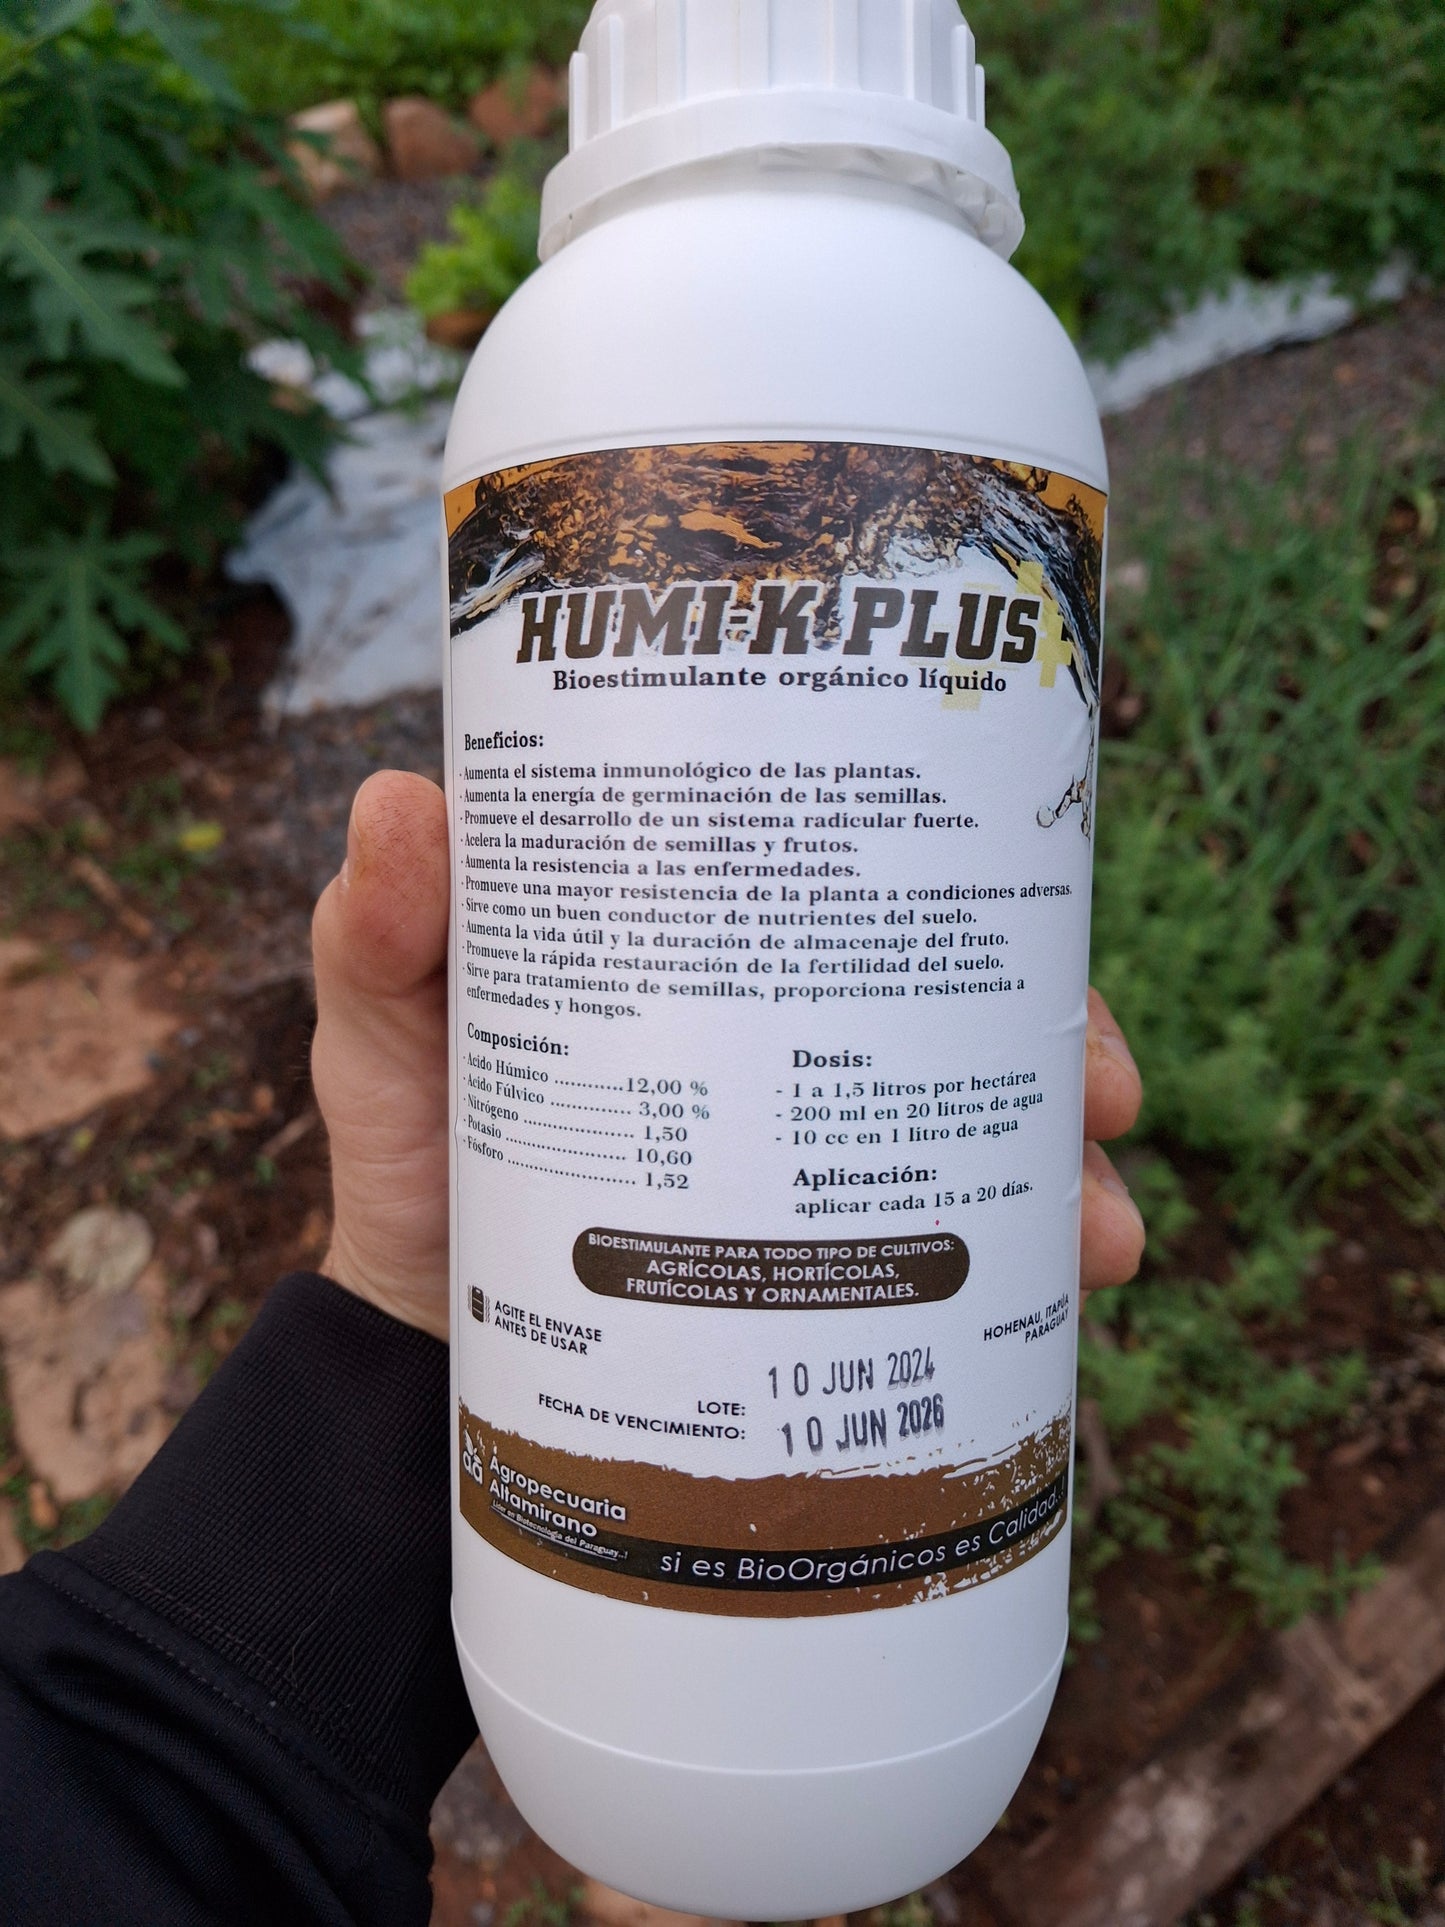 HUMI-K PLUS
Bioestimulante orgánico líquido
Beneficios:
·Aumenta el sistema inmunológico de las plantas.
·Aumenta la energía de germinación de las semillas.
·Promueve el desarrollo de un sistema radicular fuerte.
·Acelera la maduración de semillas y frutos.
·Aumenta la resistencia a las enfermedades.
·Promueve una mayor resistencia de la planta a condiciones adversas.
·Sirve como un buen conductor de nutrientes del suelo.
·Aumenta la vida útil y la duración de almacenaje del fruto.
·Promueve la rápida restauración de la fertilidad del suelo.
·Sirve para tratamiento de semillas, proporciona resistencia a
enfermedades y hongos.
Composición:
·Acido Húmico ............12,00 %
·Acido Fúlvico .............. 3,00 %
·Nitrógeno .................... 1,50
·Potasio ...................... 10,60
·Fósforo ....................... 1,52
Dosis:
- 1 a 1,5 litros por hectárea
- 200 ml en 20 litros de agua
- 10 cc en 1 litro de agua
Aplicación:
aplicar cada 15 a 20 días.
BIOESTIMULANTE PARA TODO TIPO DE CULTIVOS:
AGRÍCOLAS, HORTÍCOLAS,
FRUTÍCOLAS Y ORNAMENTALES.
AGITE EL ENVASE
ANTES DE USAR
HOHENAU, ITAPÚA
PARAGUAY
LOTE: 10 JUN 2024
FECHA DE VENCIMIENTO: 10 JUN 2026
aa
Agropecuaria
Altamirano
Líder en Biotecnología del Paraguay..!
si es BioOrgánicos es Calidad..!